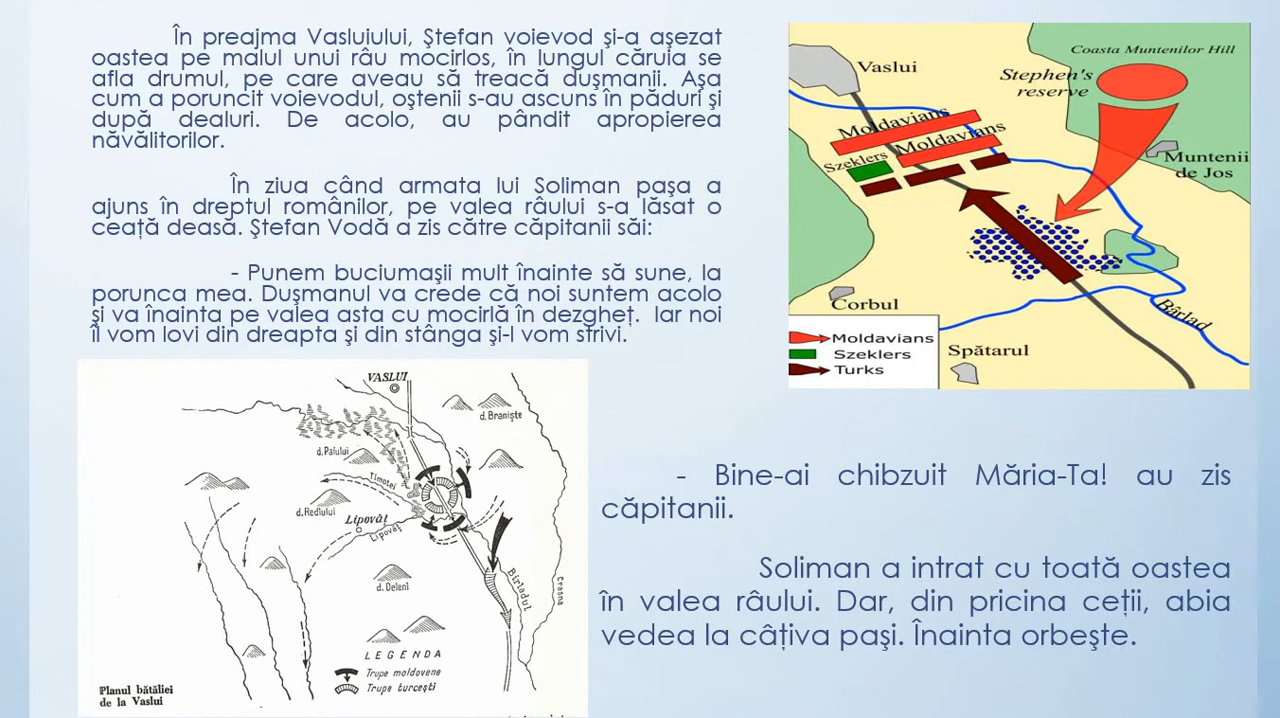 În preajma Vasluiului, Ştefan voievod şi-a aşezat
oastea pe malul unui râu mocirlos, în lungul căruia se
afla drumul, pe care aveau să treacă duşmanii. Aşa
cum a poruncit voievodul, oştenii s-au ascuns în păduri şi
după dealuri. De acolo, au pândit apropierea
năvălitorilor.
În ziua când armata lui Soliman paşa a
ajuns în dreptul românilor, pe valea râului s-a lăsat o
ceaţă deasă. Ştefan Vodă a zis către căpitanii săi:
- Punem buciumaşii mult înainte să sune, la
porunca mea. Duşmanul va crede că noi suntem acolo
şi va înainta pe valea asta cu mocirlă în dezgheţ. Iar noi
îl vom lovi din dreapta şi din stânga şi-l vom strivi.
Coasta Muntenilor Hill
Vaslui
Stephen's
reserve
Moldavians
Moldavians
Szeklers
Muntenii
de Jos
Corbul
Bârlad
Spătarul
Moldavians
Szeklers
Turks
VASLUI
d. Branişte
d. Paiului
Timotei
d. Rediului
Lipovăţ
Lipovăţ
d. Deleni
Bîrladul
Crasna
LEGENDA
Trupe moldovene
Trupe turceşti
Planul bătăliei
de la Vaslui
- Bine-ai chibzuit Măria-Ta! au zis
căpitanii.
Soliman a intrat cu toată oastea
în valea râului. Dar, din pricina ceţii, abia
vedea la câţiva paşi. Înainta orbeşte.